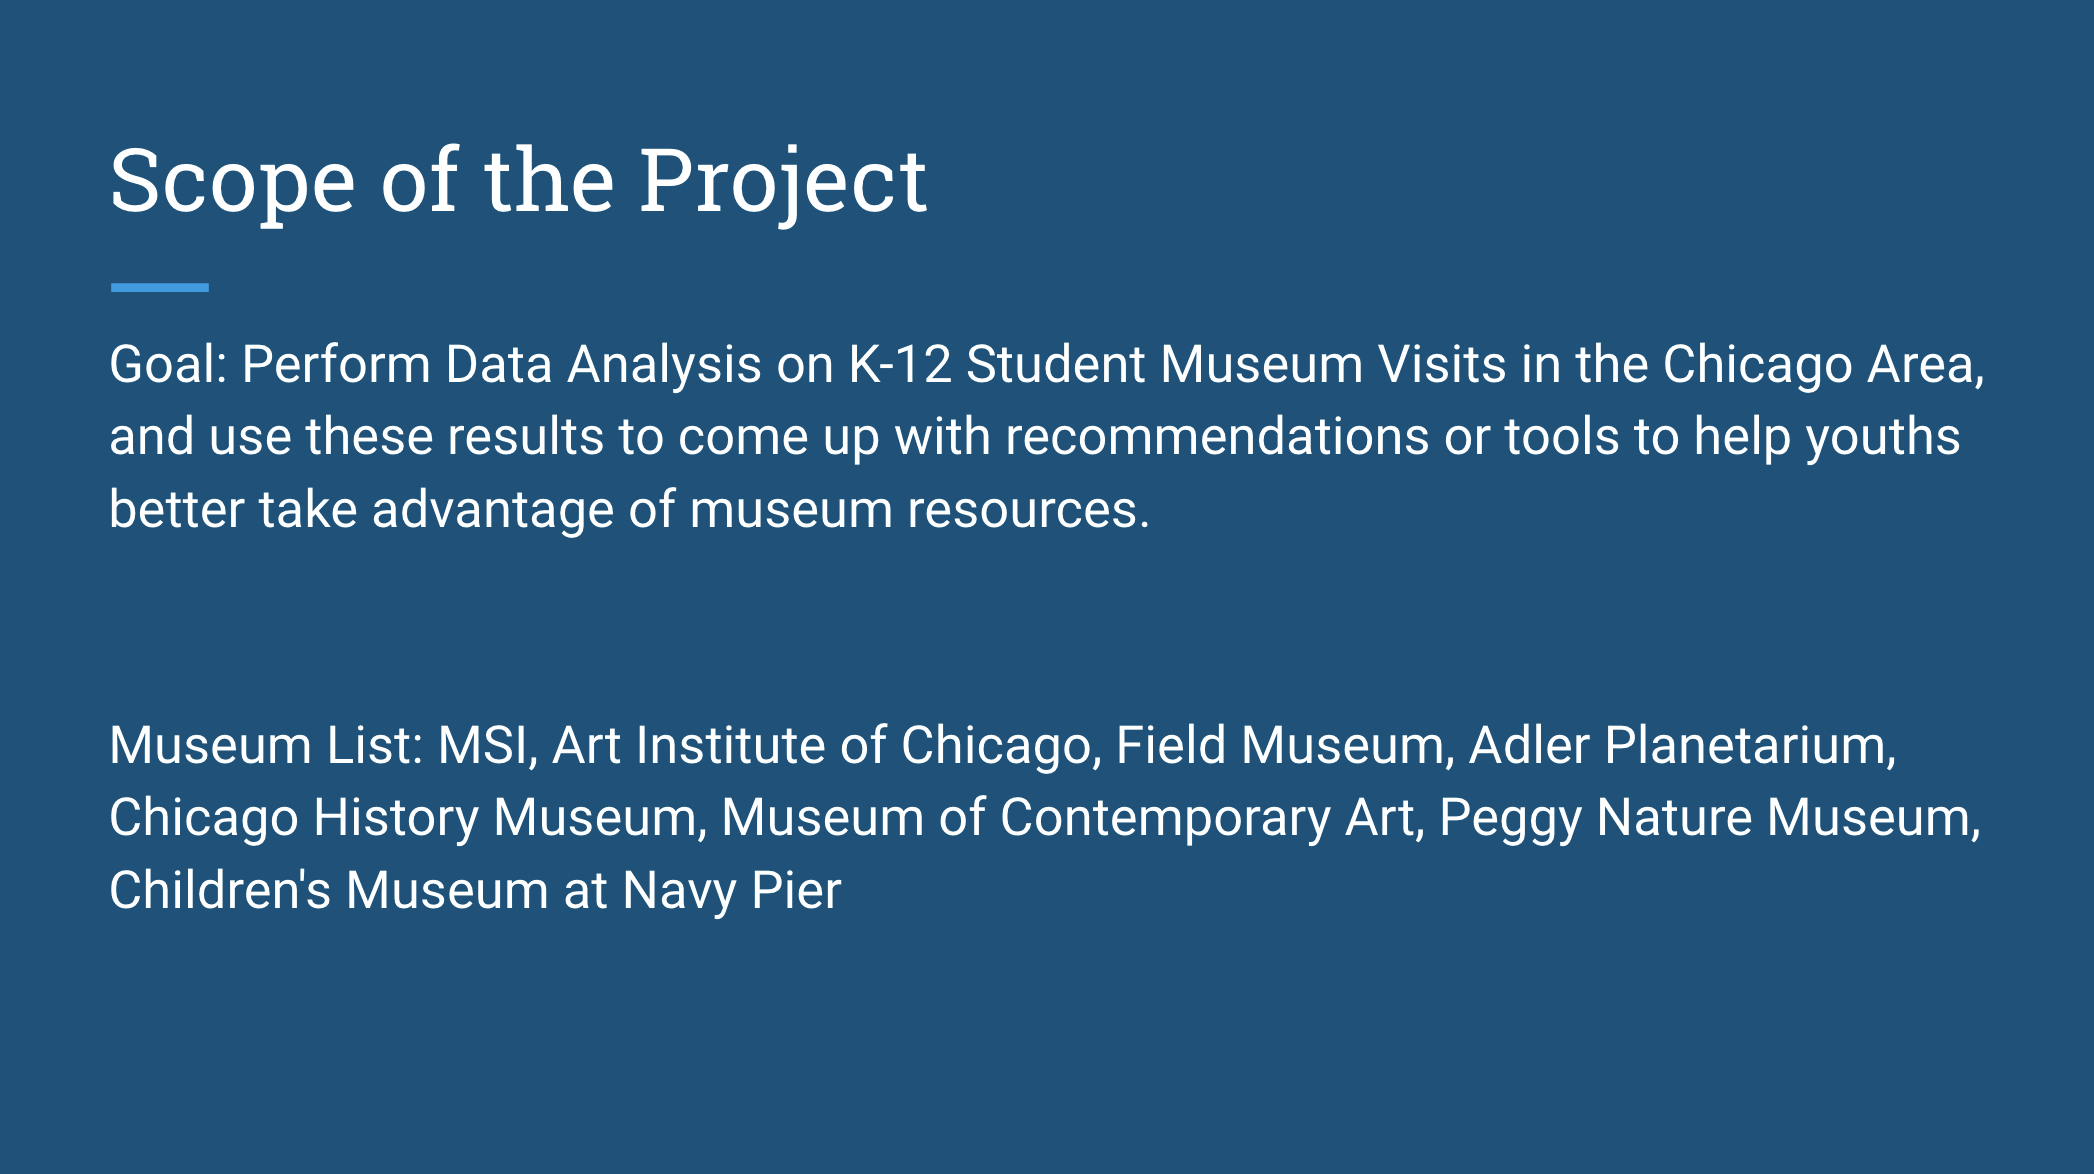 Scope of the Project
Goal: Perform Data Analysis on K-12 Student Museum Visits in the Chicago Area,
and use these results to come up with recommendations or tools to help youths
better take advantage of museum resources.
Museum List: MSI, Art Institute of Chicago, Field Museum, Adler Planetarium,
Chicago History Museum, Museum of Contemporary Art, Peggy Nature Museum,
Children's Museum at Navy Pier